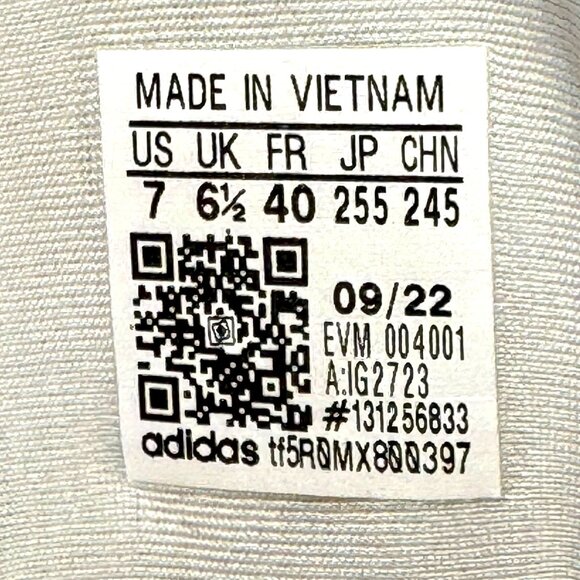 MADE IN VIETNAM
US UK FR JP CHN
7 6½ 40 255 245
09/22
EVM 004001
A:IG2723
#131256833
adidas tf5R0MX800397